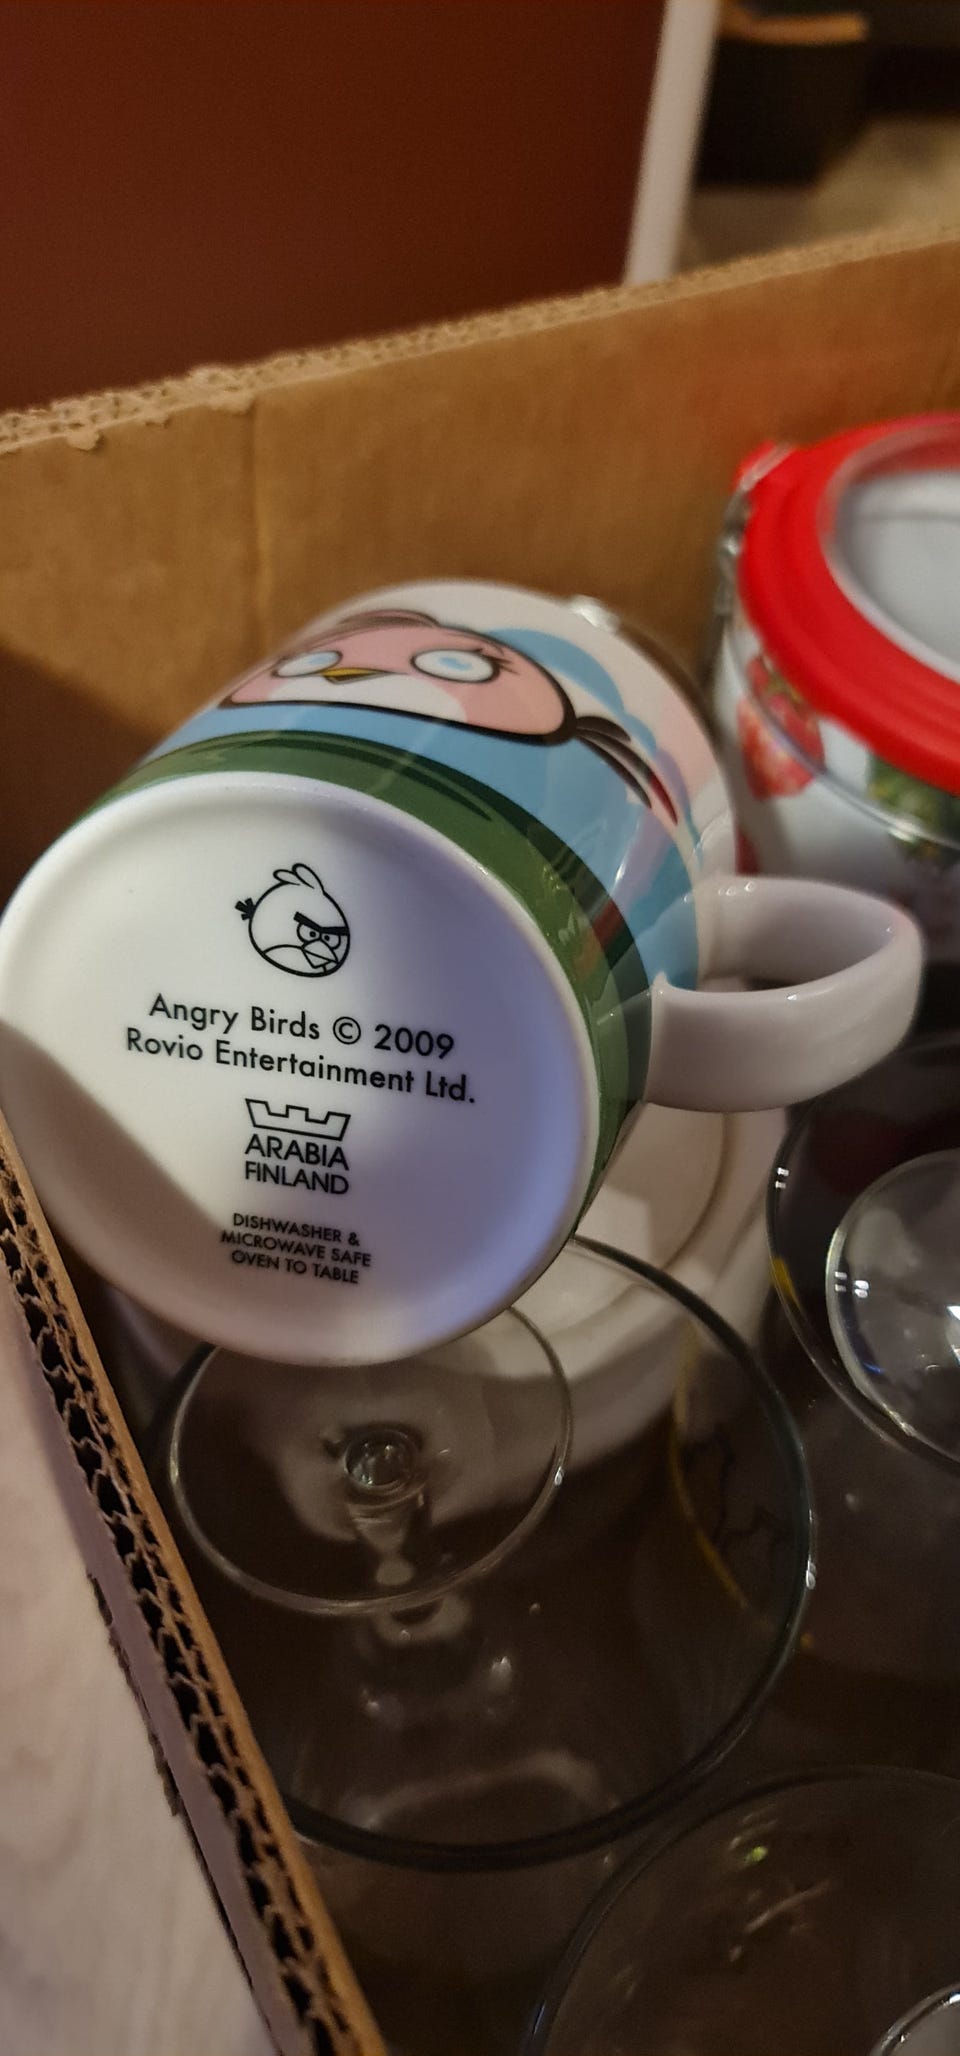 Angry Birds © 2009
Rovio Entertainment Ltd.
ARABIA
FINLAND
DISHWASHER &
MICROWAVE SAFE
OVEN TO TABLE